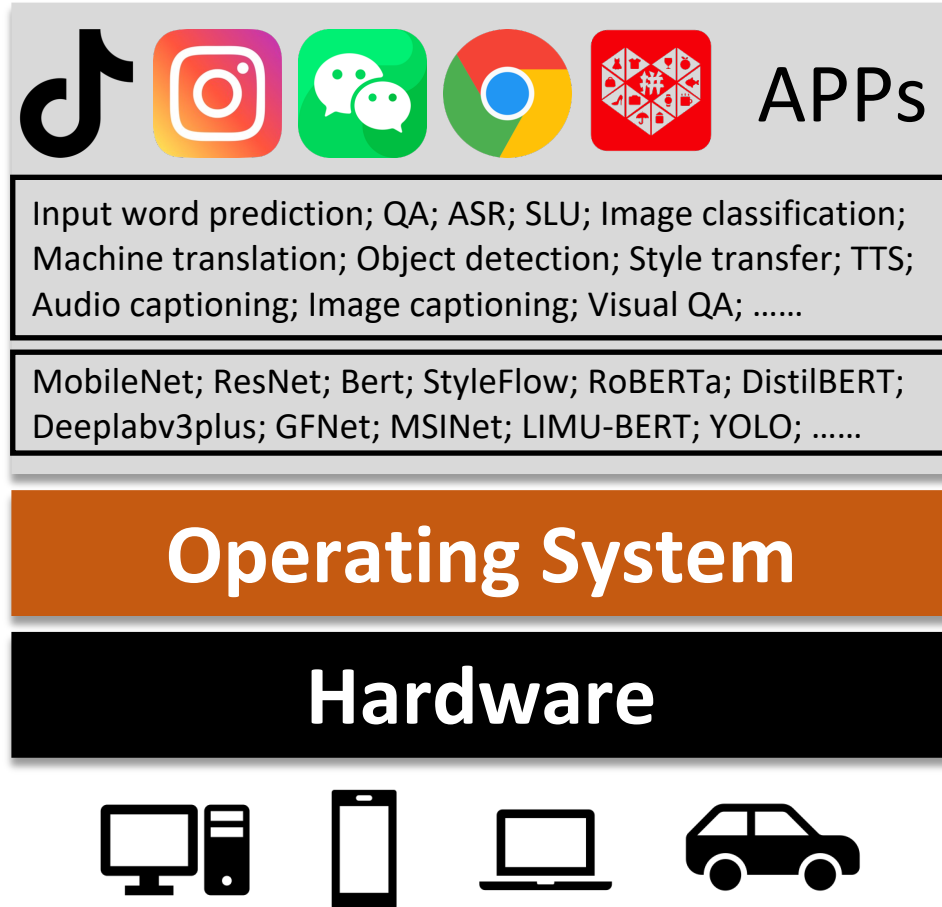 APPs
Input word prediction; QA; ASR; SLU; Image classification;
Machine translation; Object detection; Style transfer; TTS;
Audio captioning; Image captioning; Visual QA; ……
MobileNet; ResNet; Bert; StyleFlow; RoBERTa; DistilBERT;
Deeplabv3plus; GFNet; MSINet; LIMU-BERT; YOLO; ……
Operating System
Hardware